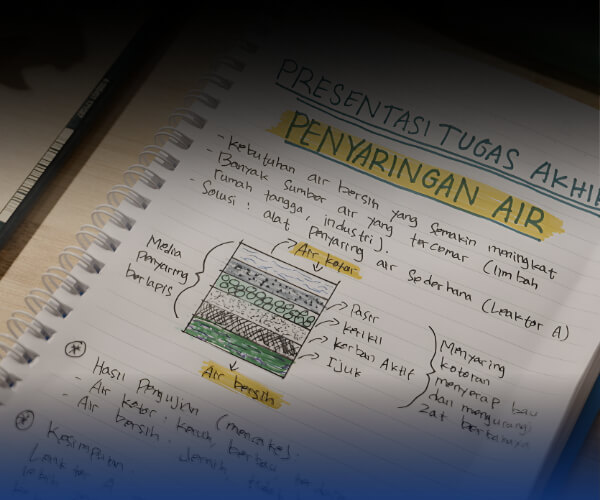 PRESENTASI TUGAS AKHIR
PENYARINGAN AIR
- Kebutuhan air bersih yang semakin meningkat
- Banyak sumber air yang tercemar (limbah
rumah tangga, industri).
- Solusi: alat penyaring air sederhana (Leaktor A)
Air kotor
Media
penyaring
berlapis
Pasir
Kerikil
Karbon Aktif
Ijuk
Menyaring
kotoran
menyerap bau
dan mengurangi
zat berbahaya
Air bersih
Hasil Pengujian
- Air kotor: keruh, berbau
- Air bersih: jernih,
Kesimpulan: